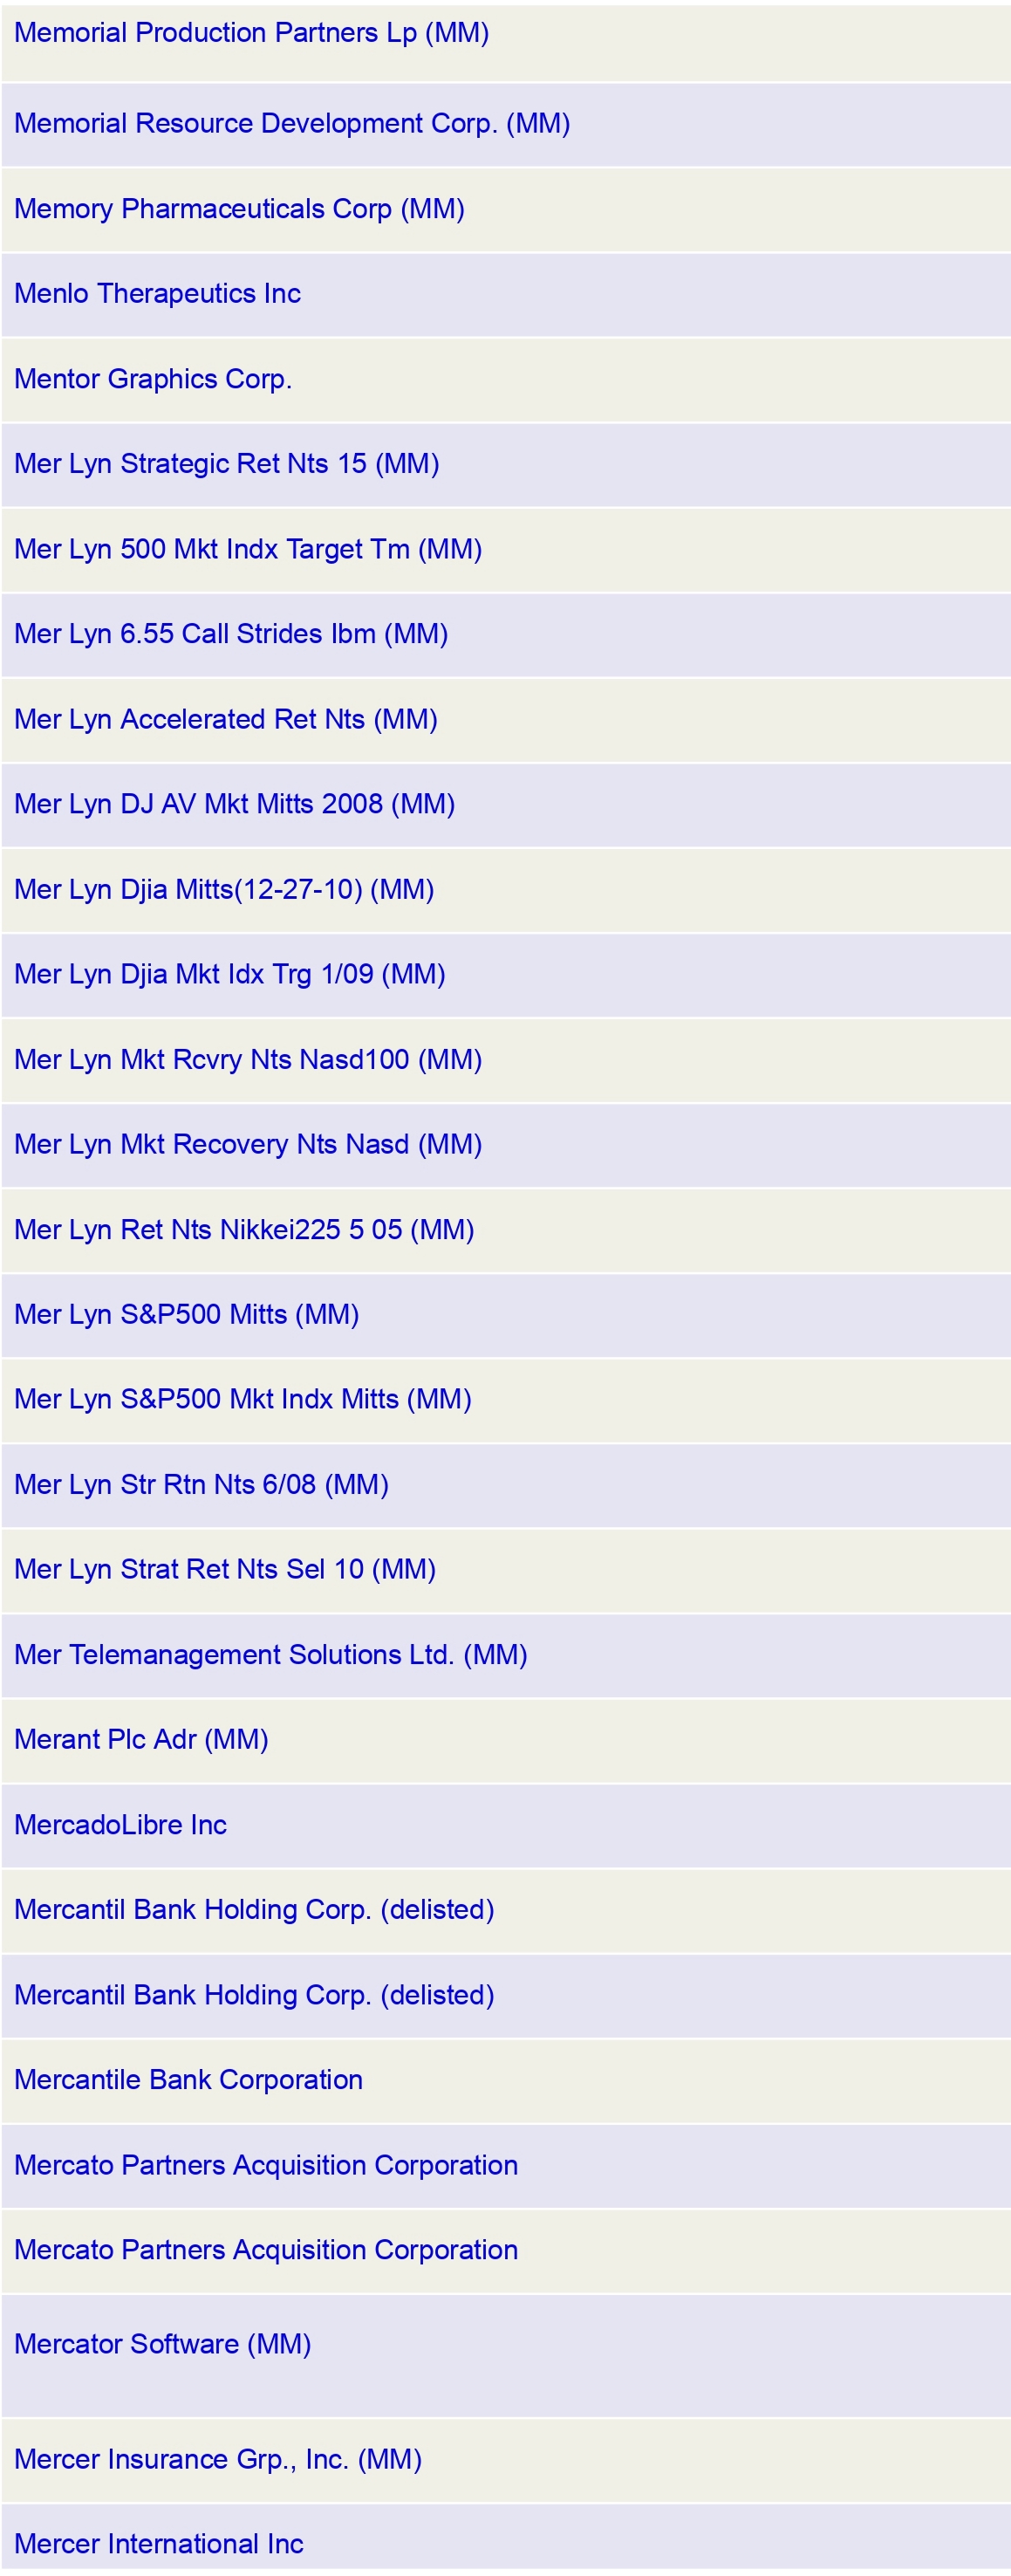 Memorial Production Partners Lp (MM)
Memorial Resource Development Corp. (MM)
Memory Pharmaceuticals Corp (MM)
Menlo Therapeutics Inc
Mentor Graphics Corp.
Mer Lyn Strategic Ret Nts 15 (MM)
Mer Lyn 500 Mkt Indx Target Tm (MM)
Mer Lyn 6.55 Call Strides Ibm (MM)
Mer Lyn Accelerated Ret Nts (MM)
Mer Lyn DJ AV Mkt Mitts 2008 (MM)
Mer Lyn Djia Mitts(12-27-10) (MM)
Mer Lyn Djia Mkt Idx Trg 1/09 (MM)
Mer Lyn Mkt Rcvry Nts Nasd100 (MM)
Mer Lyn Mkt Recovery Nts Nasd (MM)
Mer Lyn Ret Nts Nikkei225 5 05 (MM)
Mer Lyn S&P500 Mitts (MM)
Mer Lyn S&P500 Mkt Indx Mitts (MM)
Mer Lyn Str Rtn Nts 6/08 (MM)
Mer Lyn Strat Ret Nts Sel 10 (MM)
Mer Telemanagement Solutions Ltd. (MM)
Merant Plc Adr (MM)
MercadoLibre Inc
Mercantil Bank Holding Corp. (delisted)
Mercantil Bank Holding Corp. (delisted)
Mercantile Bank Corporation
Mercato Partners Acquisition Corporation
Mercato Partners Acquisition Corporation
Mercator Software (MM)
Mercer Insurance Grp., Inc. (MM)
Mercer International Inc